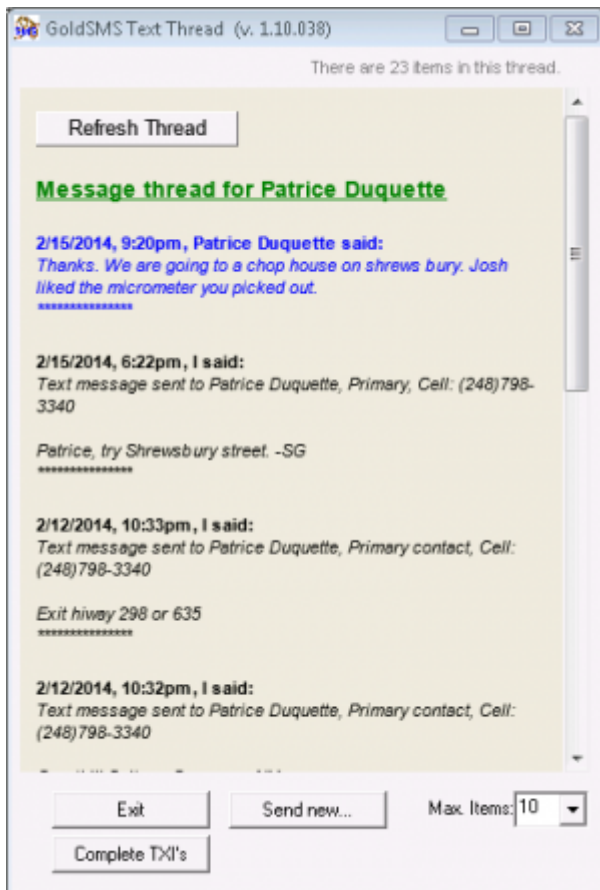 GoldSMS Text Thread (v. 1.10.038)
There are 23 items in this thread.
Refresh Thread
Message thread for Patrice Duquette
2/15/2014, 9:20pm, Patrice Duquette said:
Thanks. We are going to a chop house on shrews bury. Josh
liked the micrometer you picked out.
***************
2/15/2014, 6:22pm, I said:
Text message sent to Patrice Duquette, Primary, Cell: (248)798-
3340
Patrice, try Shrewsbury street. -SG
***************
2/12/2014, 10:33pm, I said:
Text message sent to Patrice Duquette, Primary contact, Cell:
(248)798-3340
Exit hiway 298 or 635
***************
2/12/2014, 10:32pm, I said:
Text message sent to Patrice Duquette, Primary contact, Cell:
(248)798-3340
Exit
Send new...
Max. Items: 10
Complete TXI's